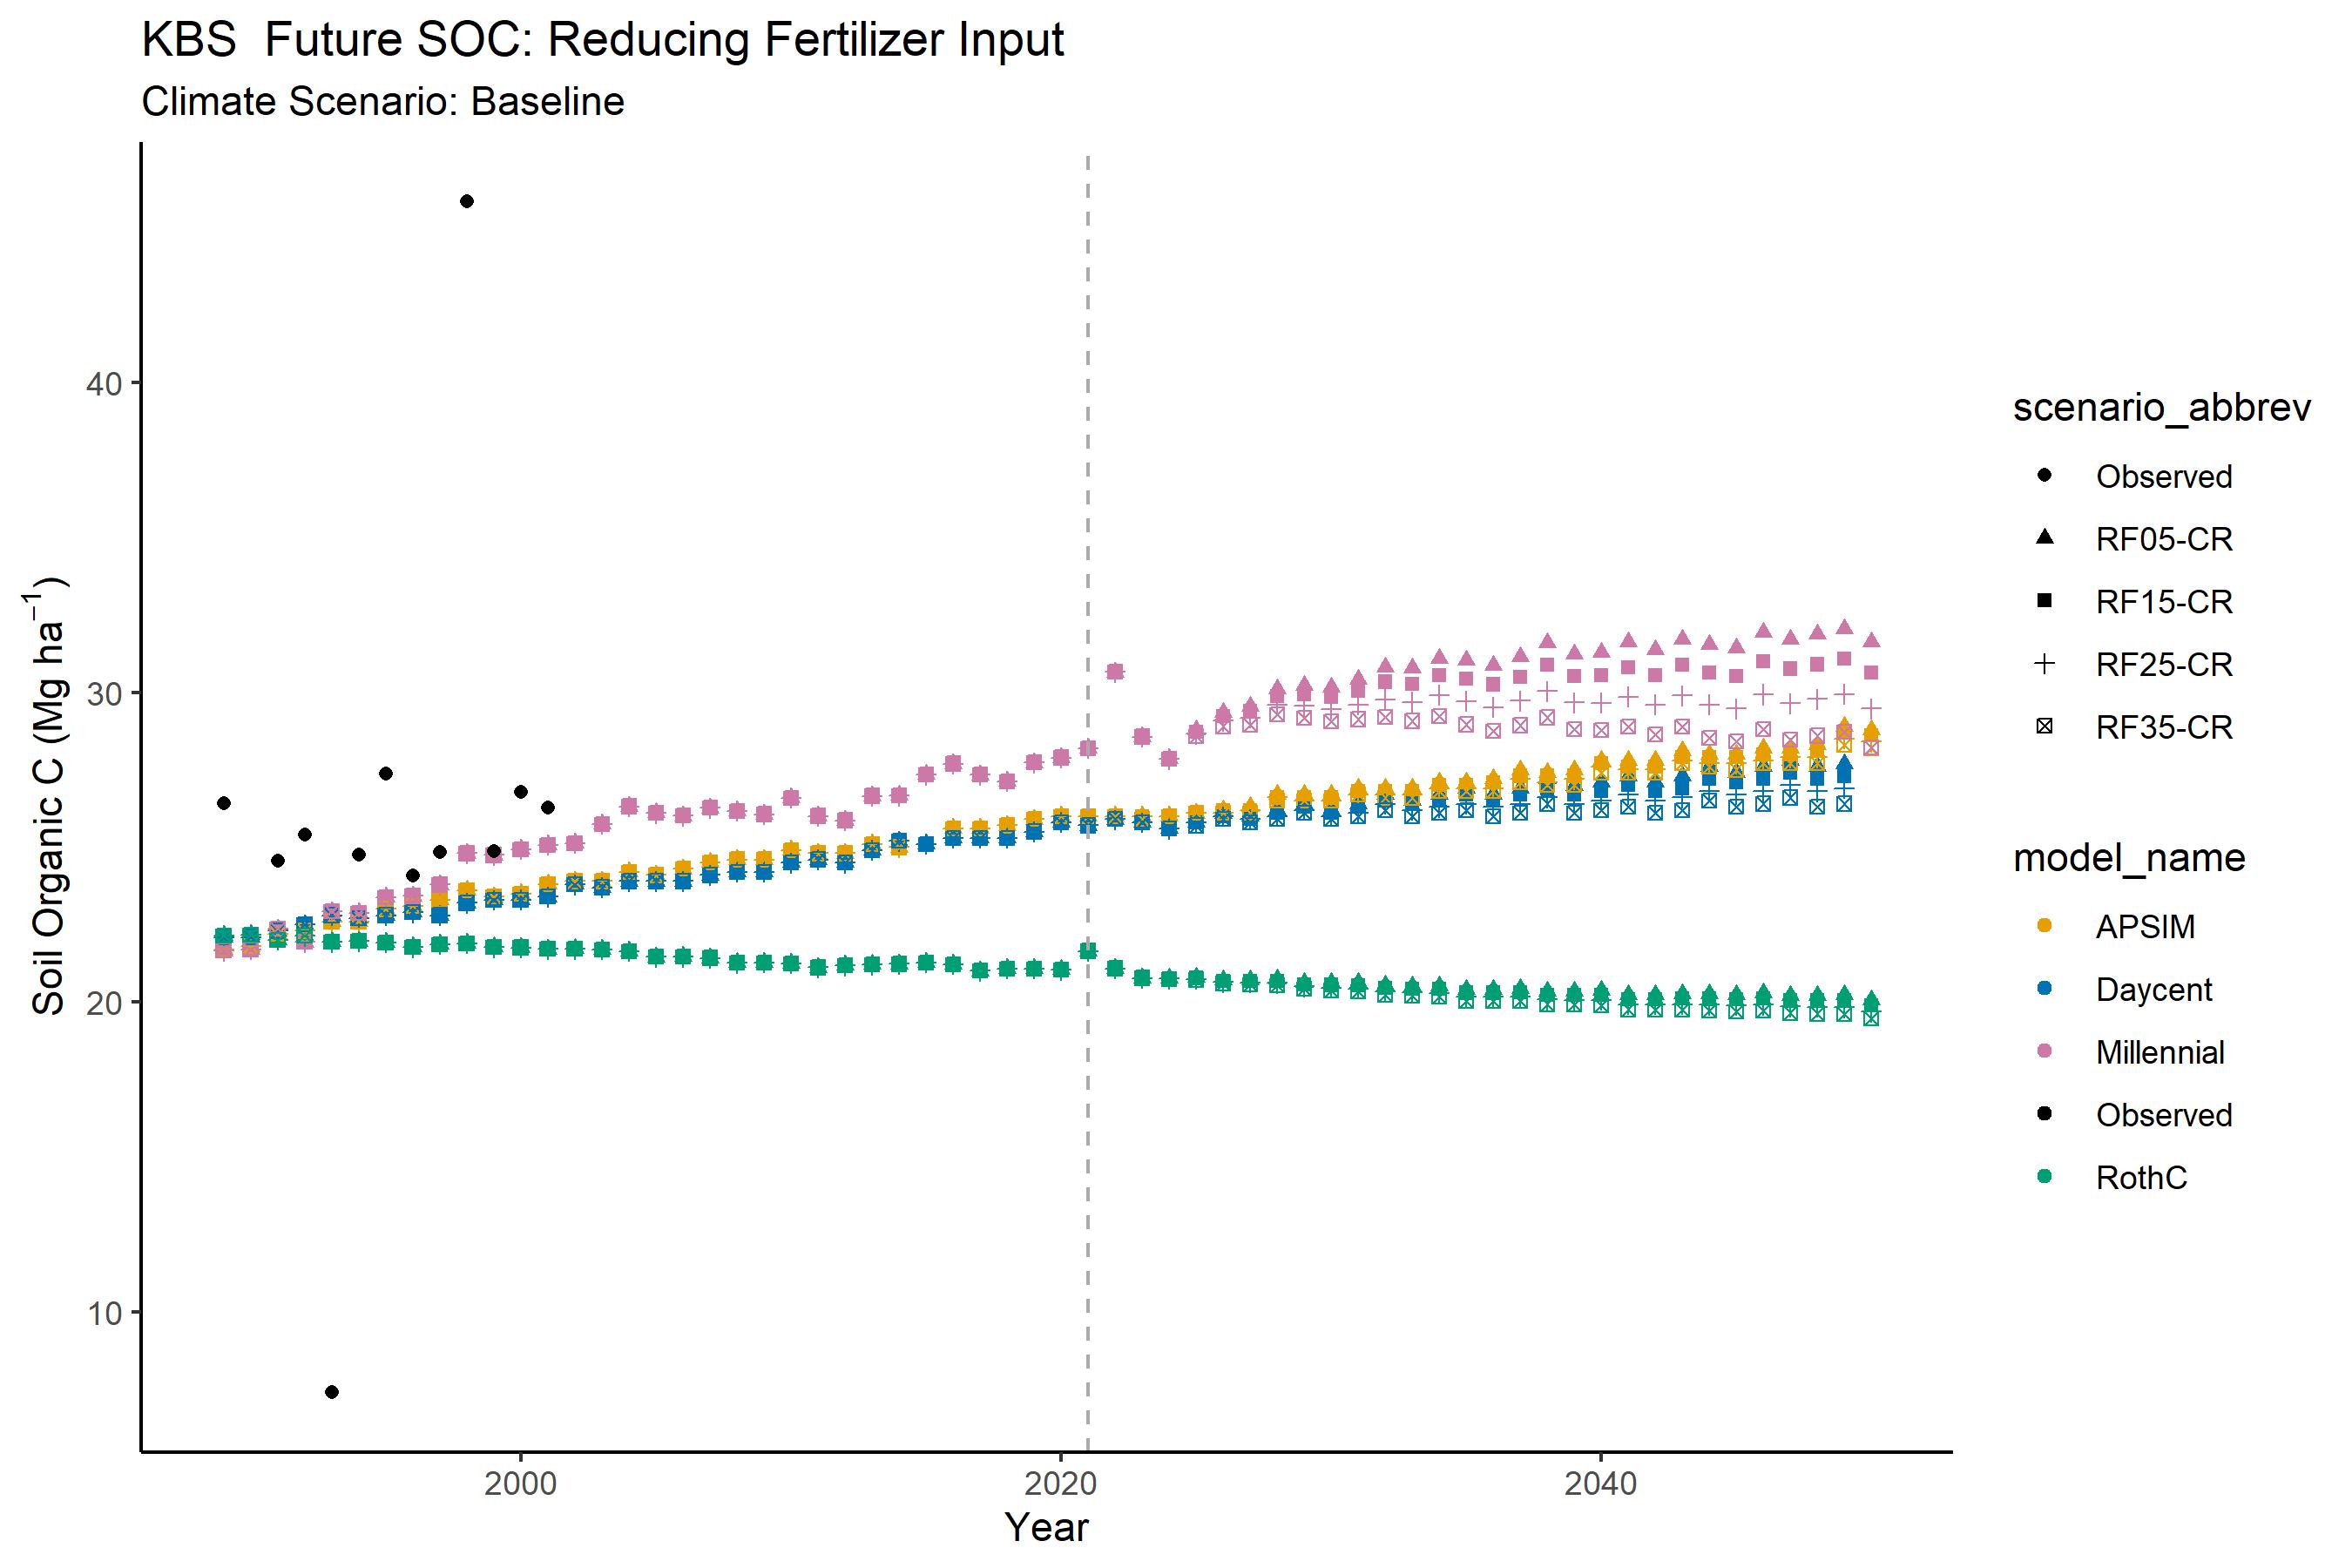 KBS  Future SOC: Reducing Fertilizer Input
Climate Scenario: Baseline
Soil Organic C (Mg ha⁻¹)
40
30
20
10
2000
2020
2040
Year
scenario_abbrev
Observed
RF05-CR
RF15-CR
RF25-CR
RF35-CR
model_name
APSIM
Daycent
Millennial
Observed
RothC